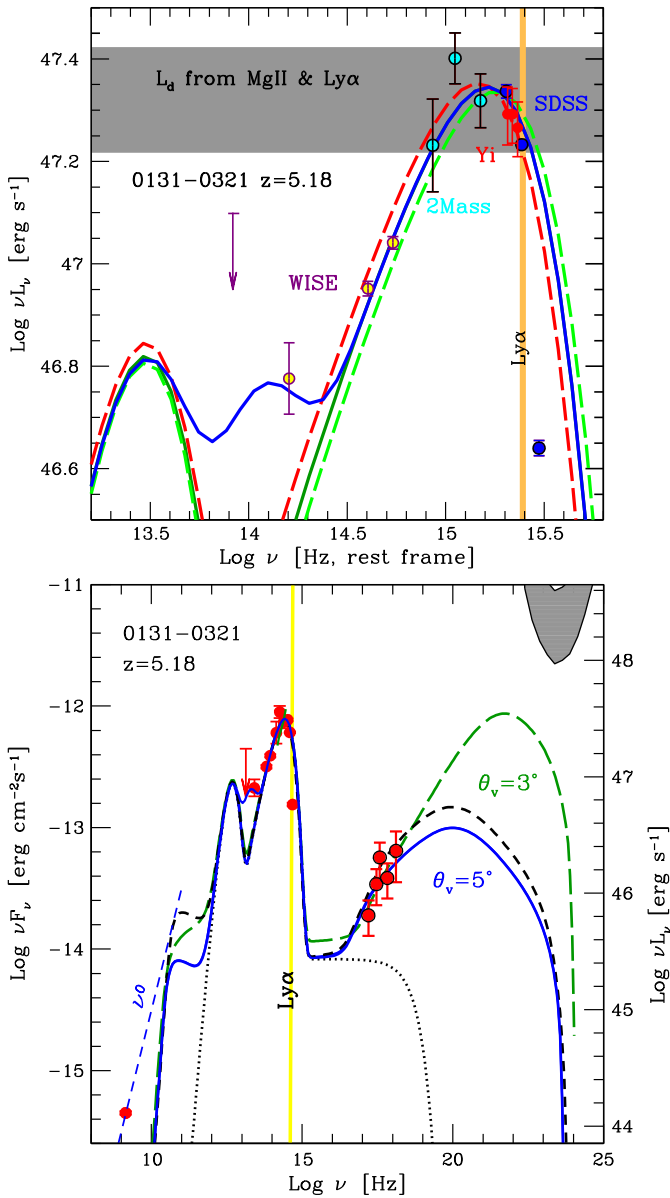 47.4
47.2
47
46.8
46.6
Log νL_ν [erg s⁻¹]
L_d from MgII & Lyα
SDSS
Yi
0131−0321 z=5.18
2Mass
WISE
Lyα
13.5 14 14.5 15 15.5
Log ν [Hz, rest frame]
−11
−12
−13
−14
−15
Log νF_ν [erg cm⁻²s⁻¹]
0131−0321
z=5.18
θ_v=3°
θ_v=5°
ν⁰
Lyα
48
47
46
45
44
Log νL_ν [erg s⁻¹]
10 15 20 25
Log ν [Hz]